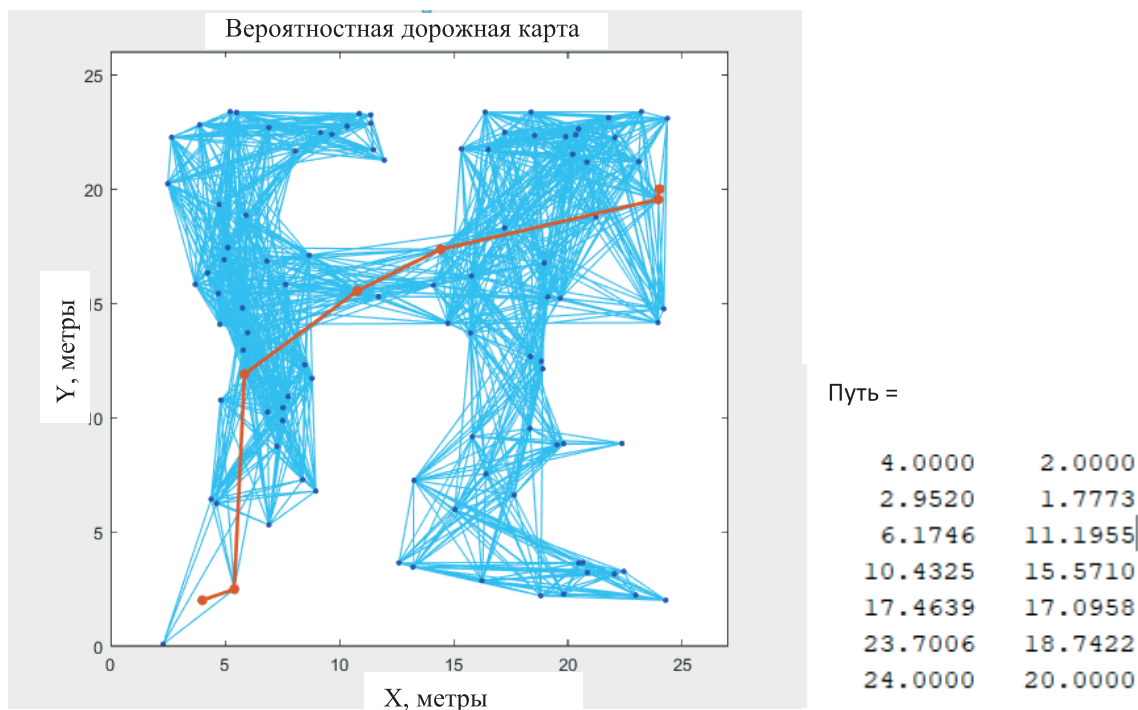 Вероятностная дорожная карта
25
20
15
10
5
0
Y, метры
0 5 10 15 20 25
X, метры
Путь =
4.0000 2.0000
2.9520 1.7773
6.1746 11.1955
10.4325 15.5710
17.4639 17.0958
23.7006 18.7422
24.0000 20.0000